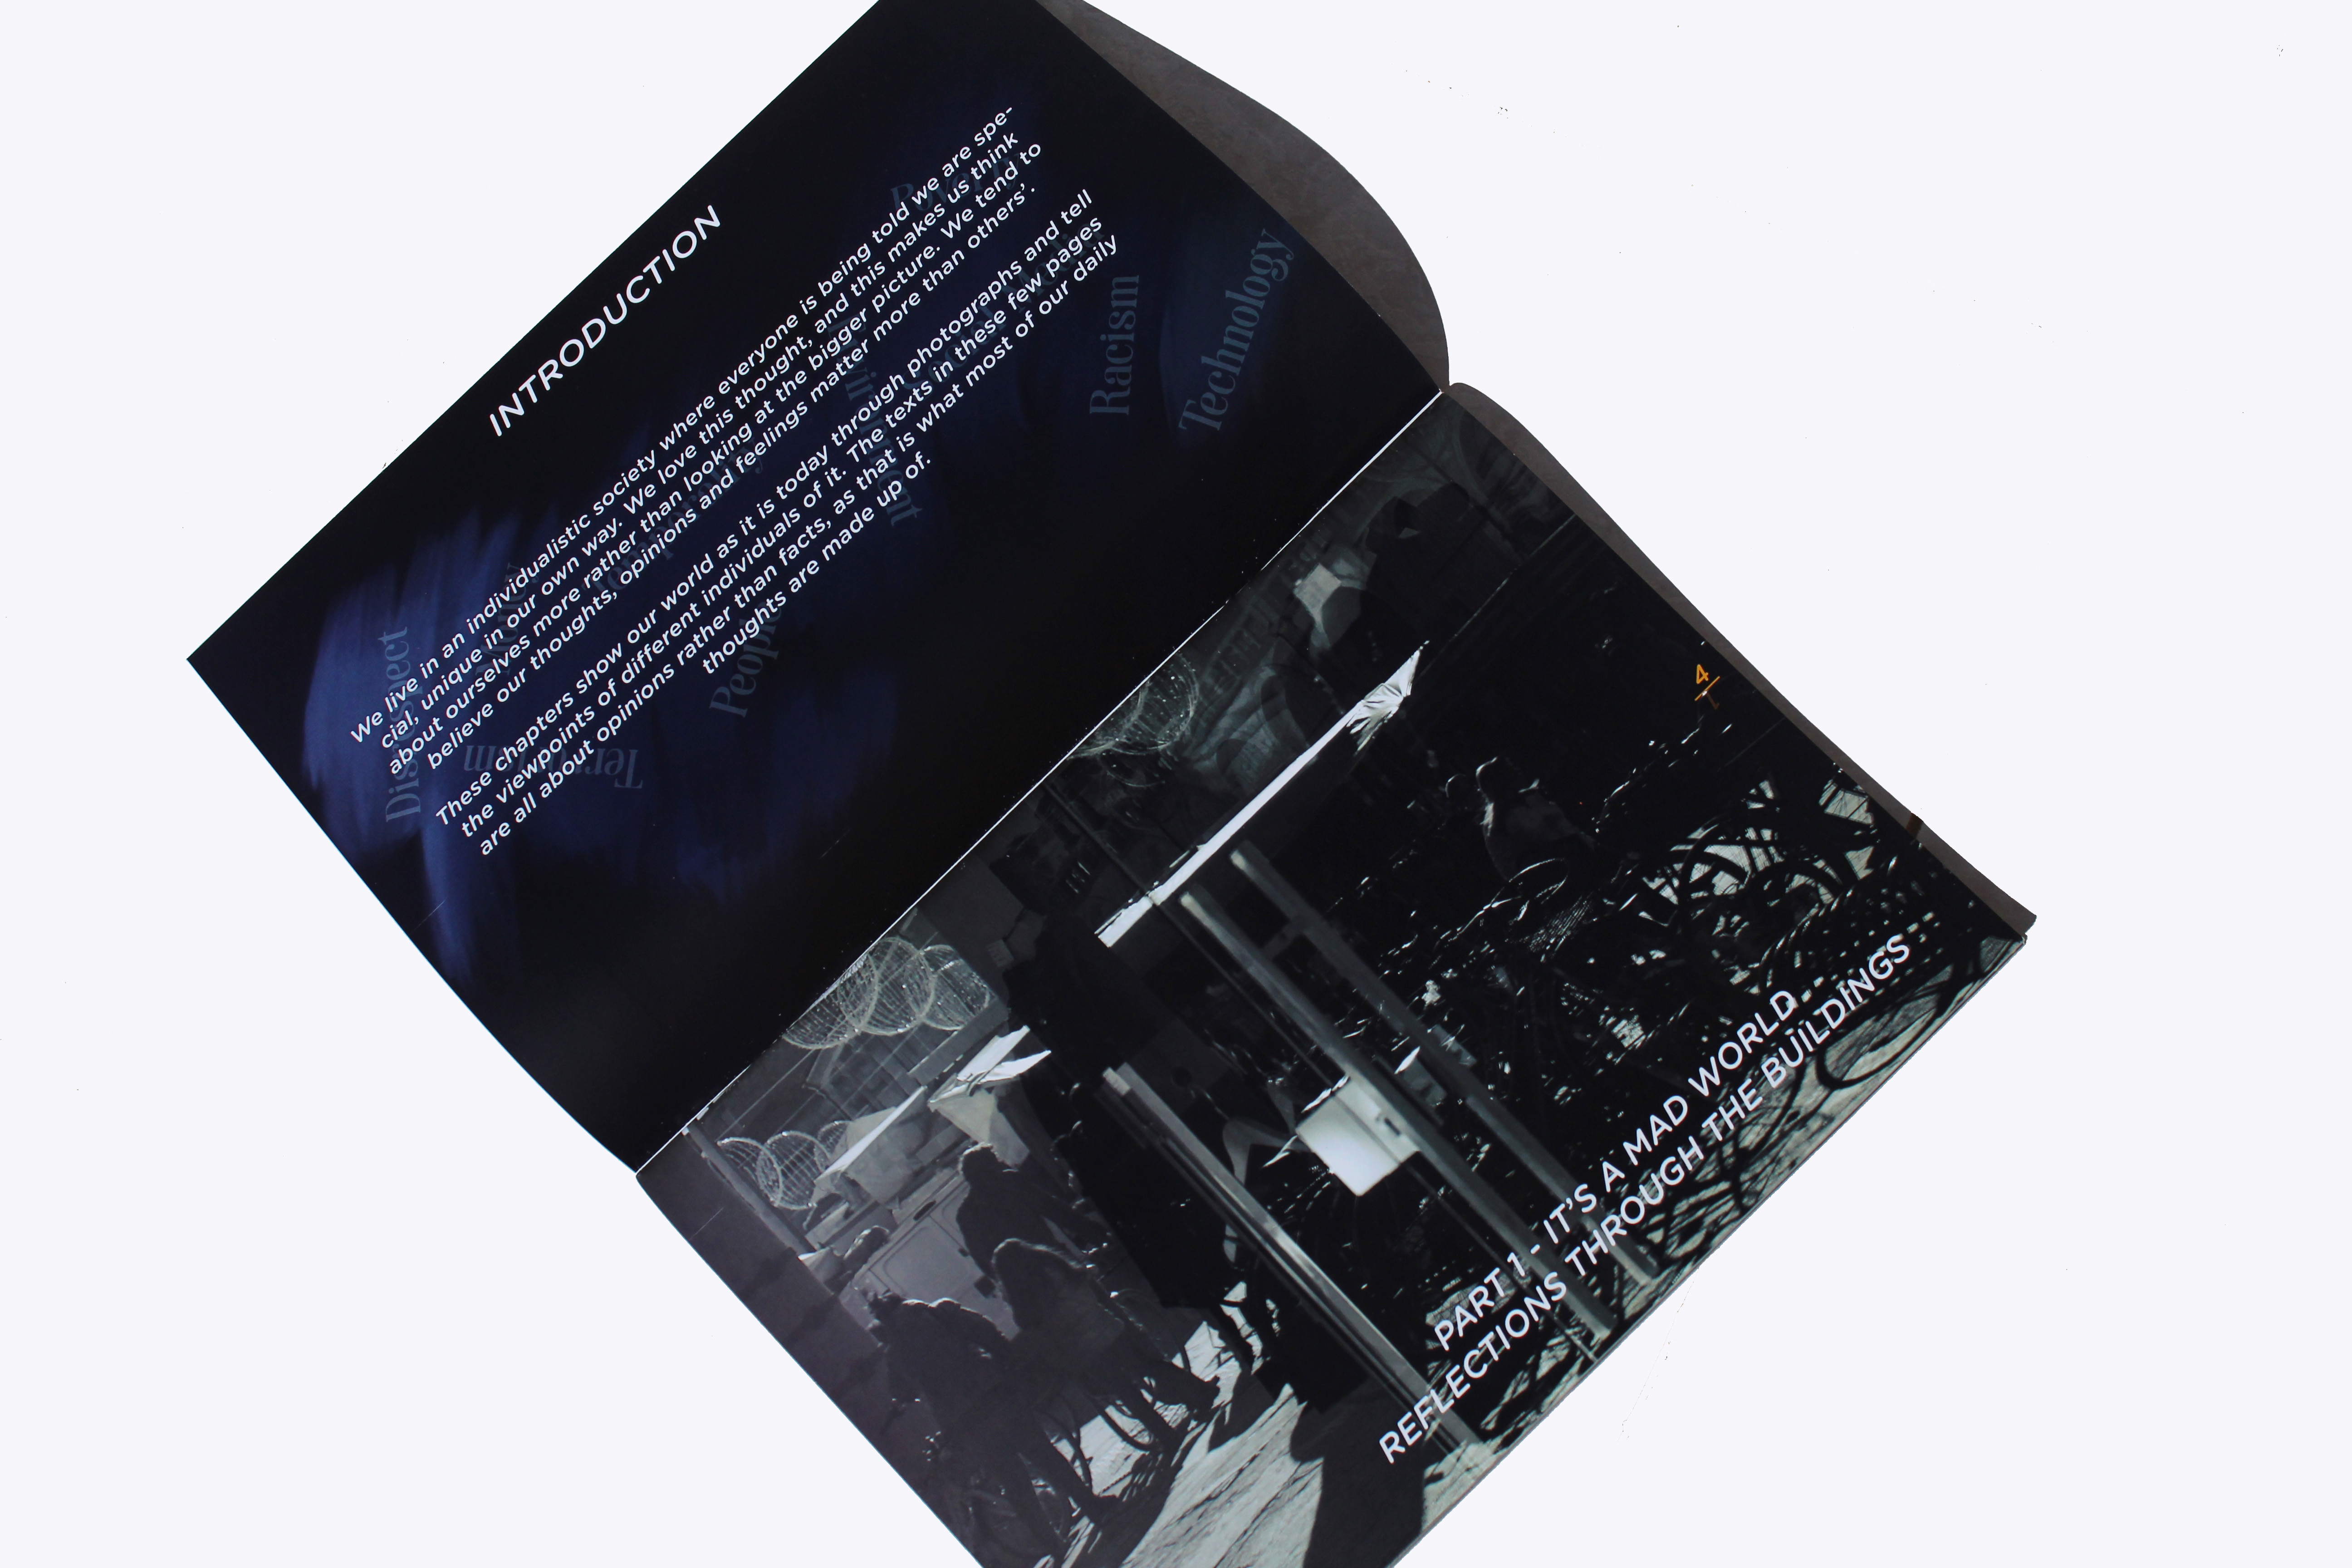 INTRODUCTION
We live in an individualistic society where everyone is being told we are spe-
cial, unique in our own way. We love this thought, and this makes us think
about ourselves more rather than looking at the bigger picture. We tend to
believe our thoughts, opinions and feelings matter more than others'.
These chapters show our world as it is today through photographs and tell
the viewpoints of different individuals of it. The texts in these few pages
are all about opinions rather than facts, as that is what most of our daily
thoughts are made up of.
Racism
Technology
Disrespect
People
Terrorism
4
PART 1 - IT'S A MAD WORLD
REFLECTIONS THROUGH THE BUILDINGS